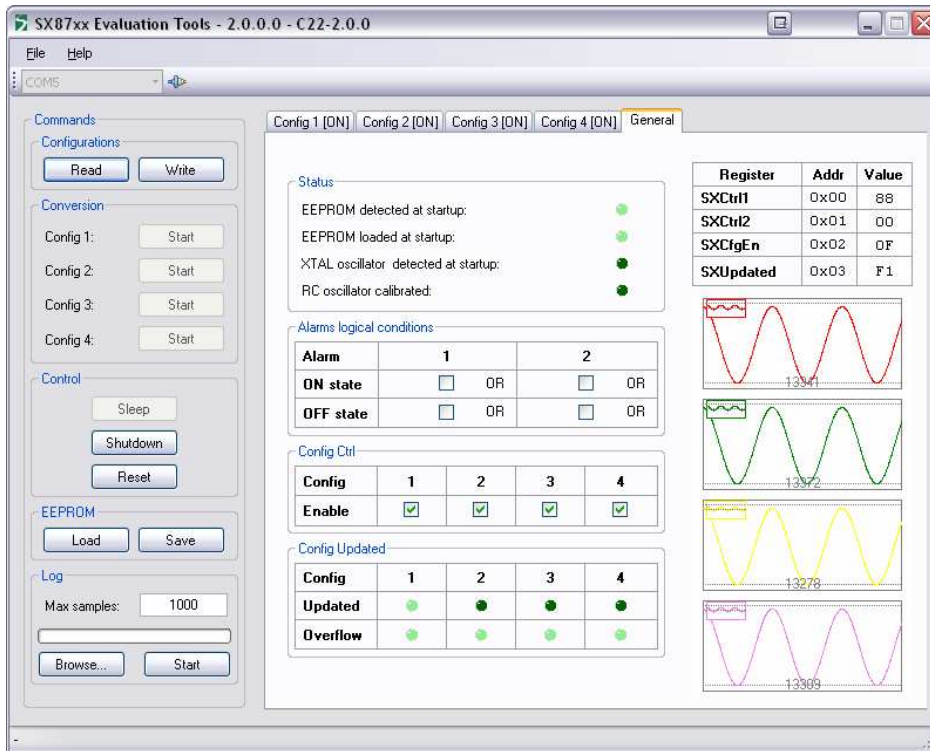 SX87xx Evaluation Tools - 2.0.0.0 - C22-2.0.0
File Help
COM5
Commands
Configurations
Read Write
Conversion
Config 1: Start
Config 2: Start
Config 3: Start
Config 4: Start
Control
Sleep
Shutdown
Reset
EEPROM
Load Save
Log
Max samples: 1000
Browse... Start
Config 1 [ON] Config 2 [ON] Config 3 [ON] Config 4 [ON] General
Status
EEPROM detected at startup:
EEPROM loaded at startup:
XTAL oscillator detected at startup:
RC oscillator calibrated:
Alarms logical conditions
Alarm 1 2
ON state OR OR
OFF state OR OR
Config Ctrl
Config 1 2 3 4
Enable
Config Updated
Config 1 2 3 4
Updated
Overflow
Register Addr Value
SXCtrl1 0x00 88
SXCtrl2 0x01 00
SXCfgEn 0x02 0F
SXUpdated 0x03 F1
13341
13372
13278
13309
-